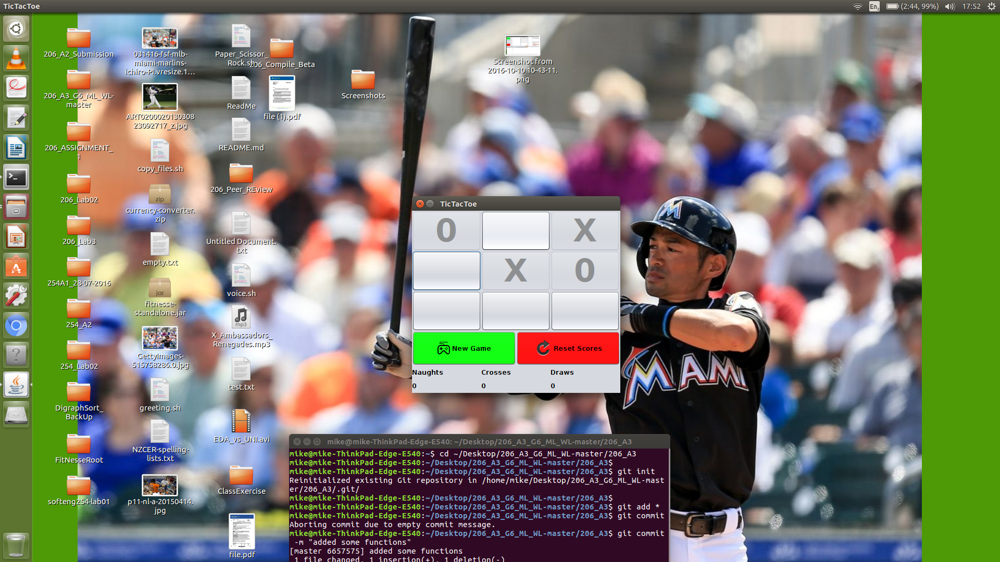 TicTacToe
En2
(2:44, 99%)
17:52
206_A2_Submission
206_A3_G6_ML_WL-
master
206_ASSIGNMENT_
1
206_Lab02
206_Lab3
254A1_28-07-2016
254_A2
254_Lab02
DigraphSort_
BackUp
FitNesseRoot
softeng254-lab01
031416-fsf-mlb-
miami-marlins-
ichiro-PI.vresize.1...
ART0200020130308
23092717_z.jpg
copy_files.sh
zip
currency-converter.
zip
empty.txt
jar
fitnesse-
standalone.jar
GettyImages-
515758286.0.jpg
greeting.sh
NZCER-spelling-
lists.txt
p11-nl-a-20150414.
jpg
Paper_Scissor_
Rock.sh
ReadMe
README.md
206_Peer_REview
Untitled Document.
txt
voice.sh
mp3
X_Ambassadors_
Renegades.mp3
test.txt
EDA_vs_UNI.avi
ClassExercise
file.pdf
206_Compile_Beta
file (1).pdf
Screenshots
Screenshot from
2016-10-10 10-43-11.
png
TicTacToe
0 X
X 0
New Game
Reset Scores
Naughts Crosses Draws
0 0 0
M
MIAMI
mike@mike-ThinkPad-Edge-E540: ~/Desktop/206_A3_G6_ML_WL-master/206_A3
mike@mike-ThinkPad-Edge-E540:~$ cd ~/Desktop/206_A3_G6_ML_WL-master/206_A3
mike@mike-ThinkPad-Edge-E540:~/Desktop/206_A3_G6_ML_WL-master/206_A3$
mike@mike-ThinkPad-Edge-E540:~/Desktop/206_A3_G6_ML_WL-master/206_A3$ git init
Reinitialized existing Git repository in /home/mike/Desktop/206_A3_G6_ML_WL-mast
er/206_A3/.git/
mike@mike-ThinkPad-Edge-E540:~/Desktop/206_A3_G6_ML_WL-master/206_A3$
mike@mike-ThinkPad-Edge-E540:~/Desktop/206_A3_G6_ML_WL-master/206_A3$ git add *
mike@mike-ThinkPad-Edge-E540:~/Desktop/206_A3_G6_ML_WL-master/206_A3$ git commit
Aborting commit due to empty commit message.
mike@mike-ThinkPad-Edge-E540:~/Desktop/206_A3_G6_ML_WL-master/206_A3$ git commit
-m "added some functions"
[master 6657575] added some functions
1 file changed, 1 insertion(+), 1 deletion(-)